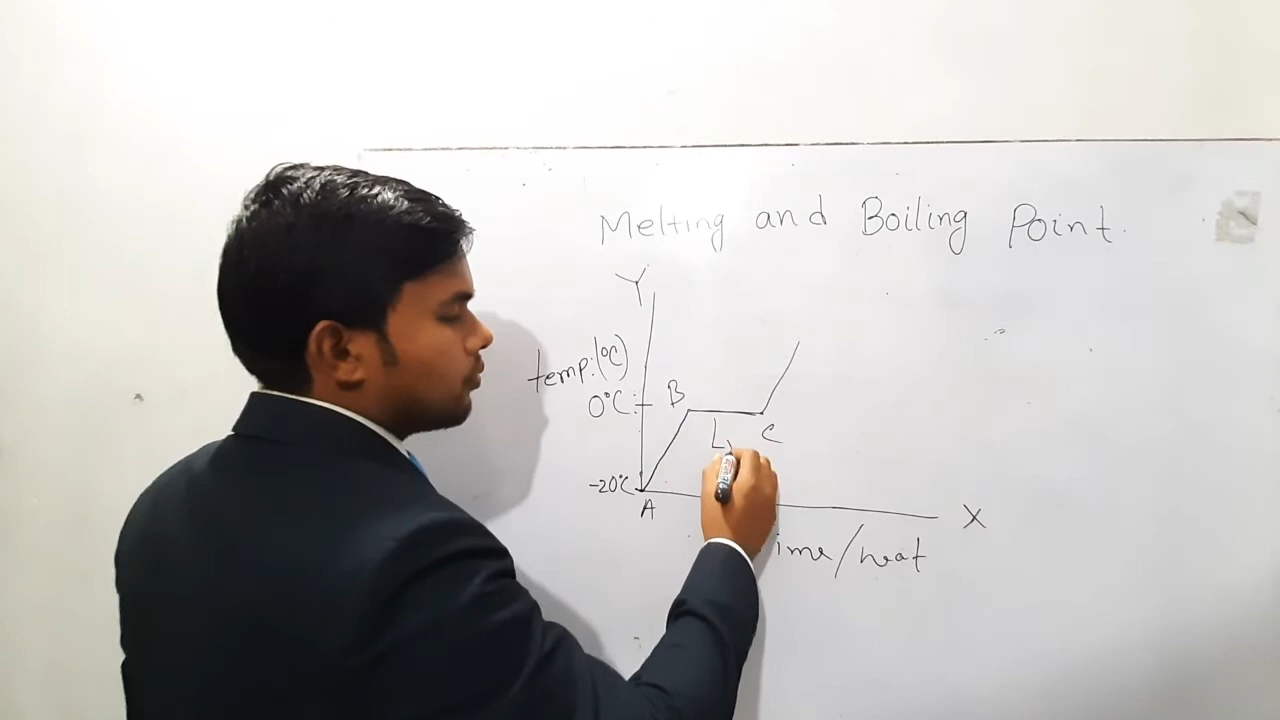 Melting and Boiling Point.
Y
temp:(°C)
0°C
B
L
C
-20°C
A
X
ime/heat